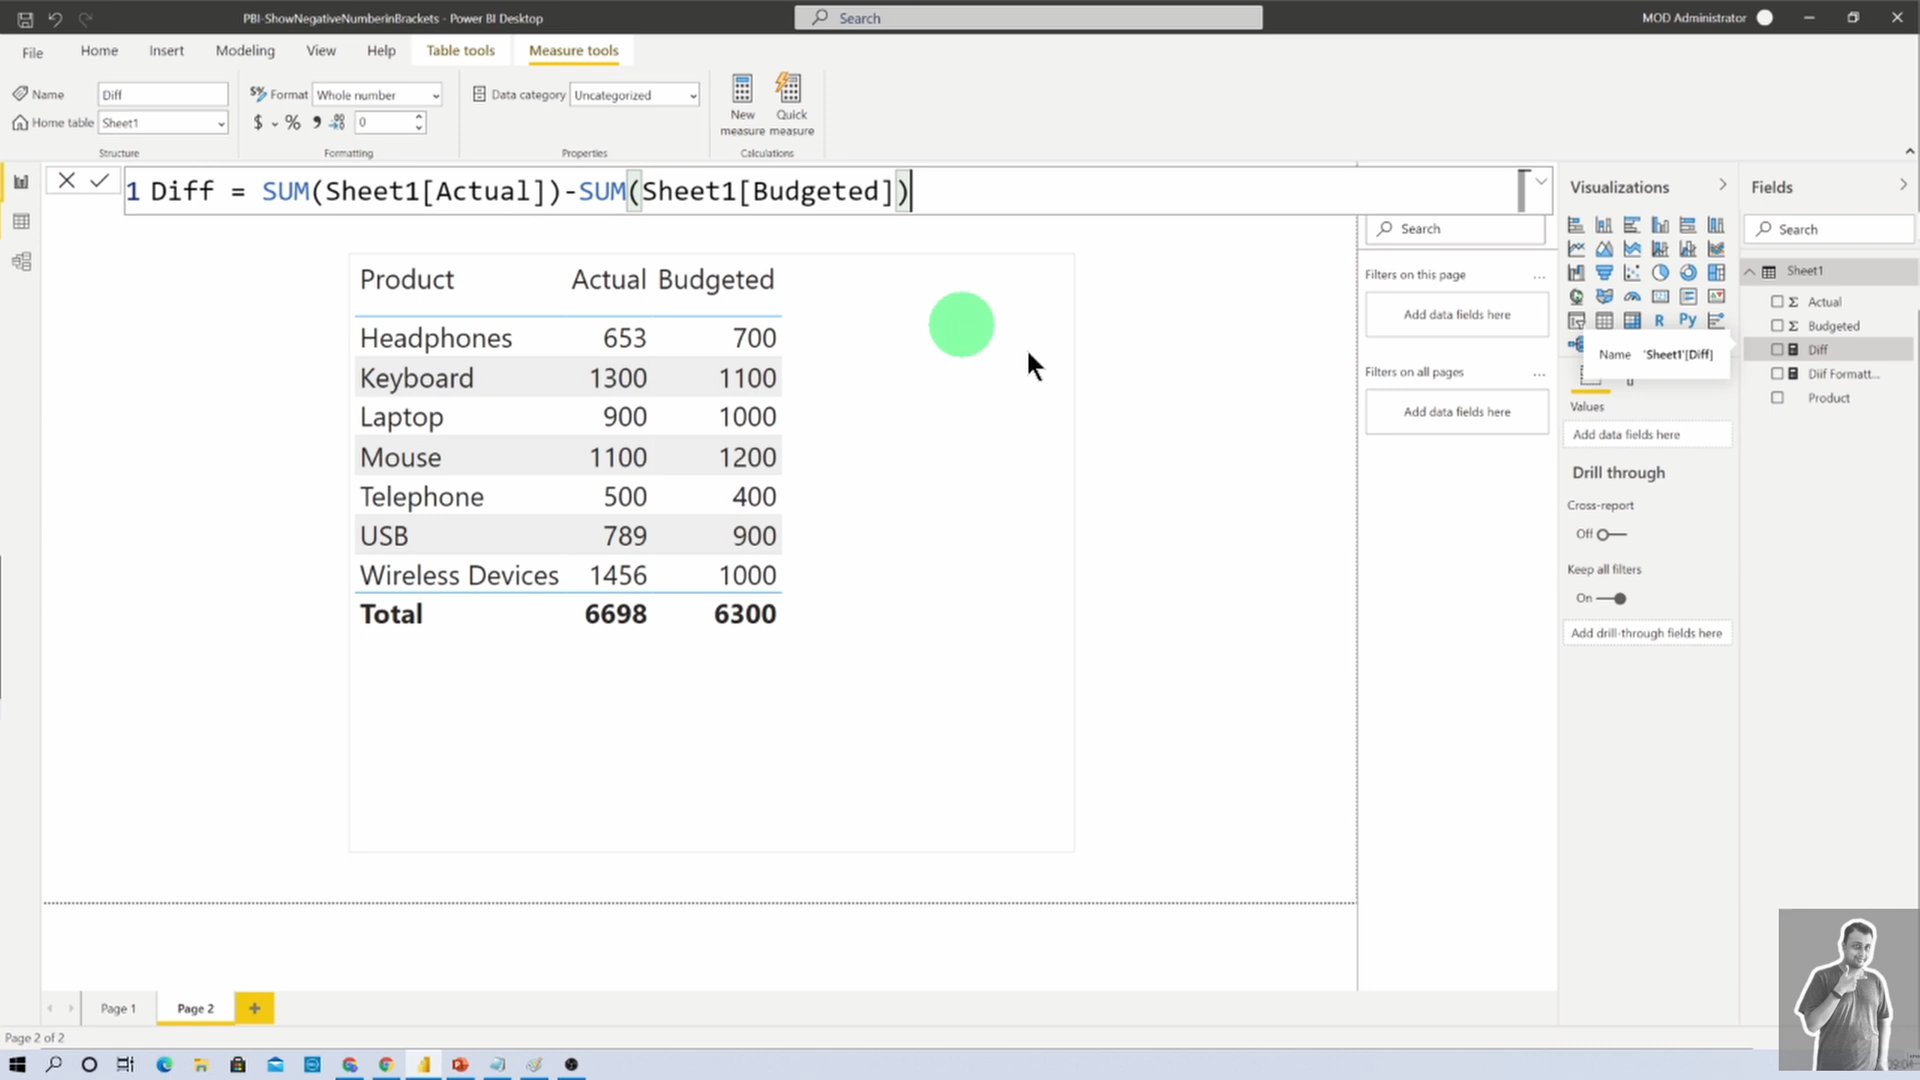 PBI-ShowNegativeNumberinBrackets - Power BI Desktop
Search
MOD Administrator
File
Home
Insert
Modeling
View
Help
Table tools
Measure tools
Name
Diff
Home table
Sheet1
Structure
Format
Whole number
$ % 9 0
Formatting
Data category
Uncategorized
Properties
New measure
Quick measure
Calculations
1 Diff = SUM(Sheet1[Actual])-SUM(Sheet1[Budgeted])
Product Actual Budgeted
Headphones 653 700
Keyboard 1300 1100
Laptop 900 1000
Mouse 1100 1200
Telephone 500 400
USB 789 900
Wireless Devices 1456 1000
Total 6698 6300
Search
Filters on this page ...
Add data fields here
Filters on all pages ...
Add data fields here
Visualizations
R Py
Name 'Sheet1'[Diff]
Values
Add data fields here
Drill through
Cross-report
Off
Keep all filters
On
Add drill-through fields here
Fields
Search
Sheet1
Σ Actual
Σ Budgeted
Diff
Diif Formatt...
Product
Page 1
Page 2
+
Page 2 of 2